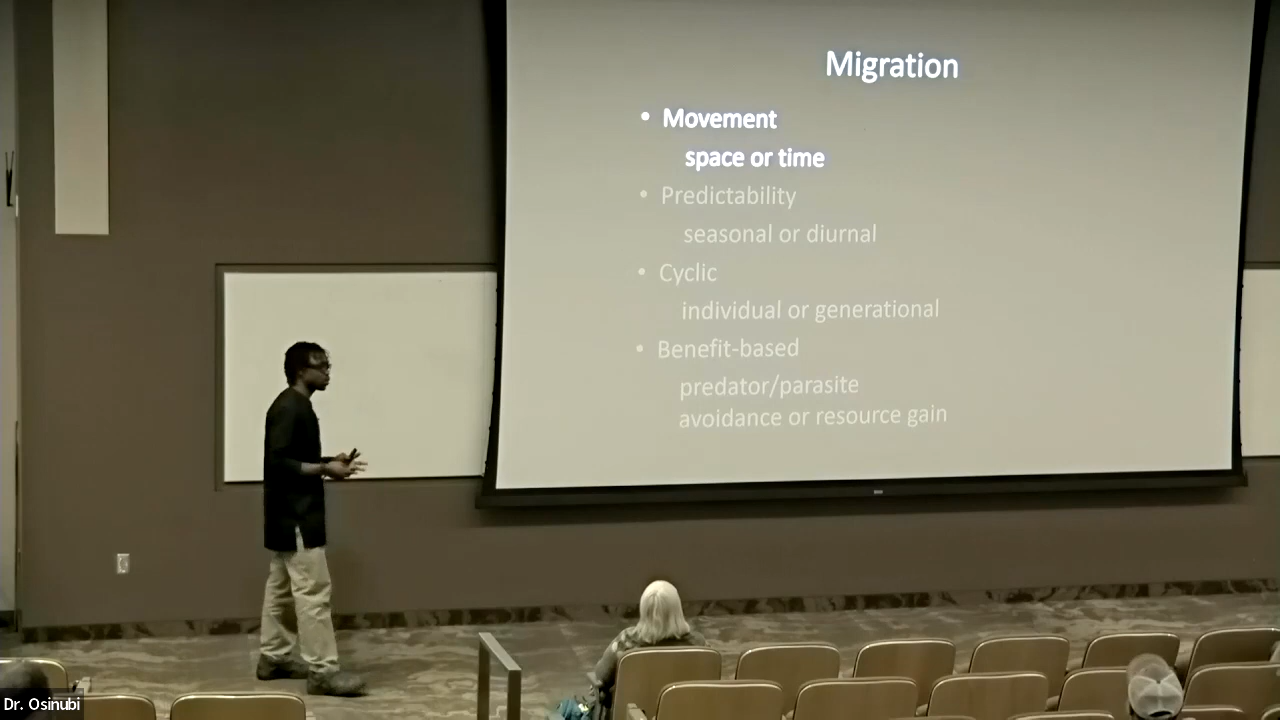 Migration
• Movement
space or time
• Predictability
seasonal or diurnal
• Cyclic
individual or generational
• Benefit-based
predator/parasite
avoidance or resource gain
Dr. Osinubi